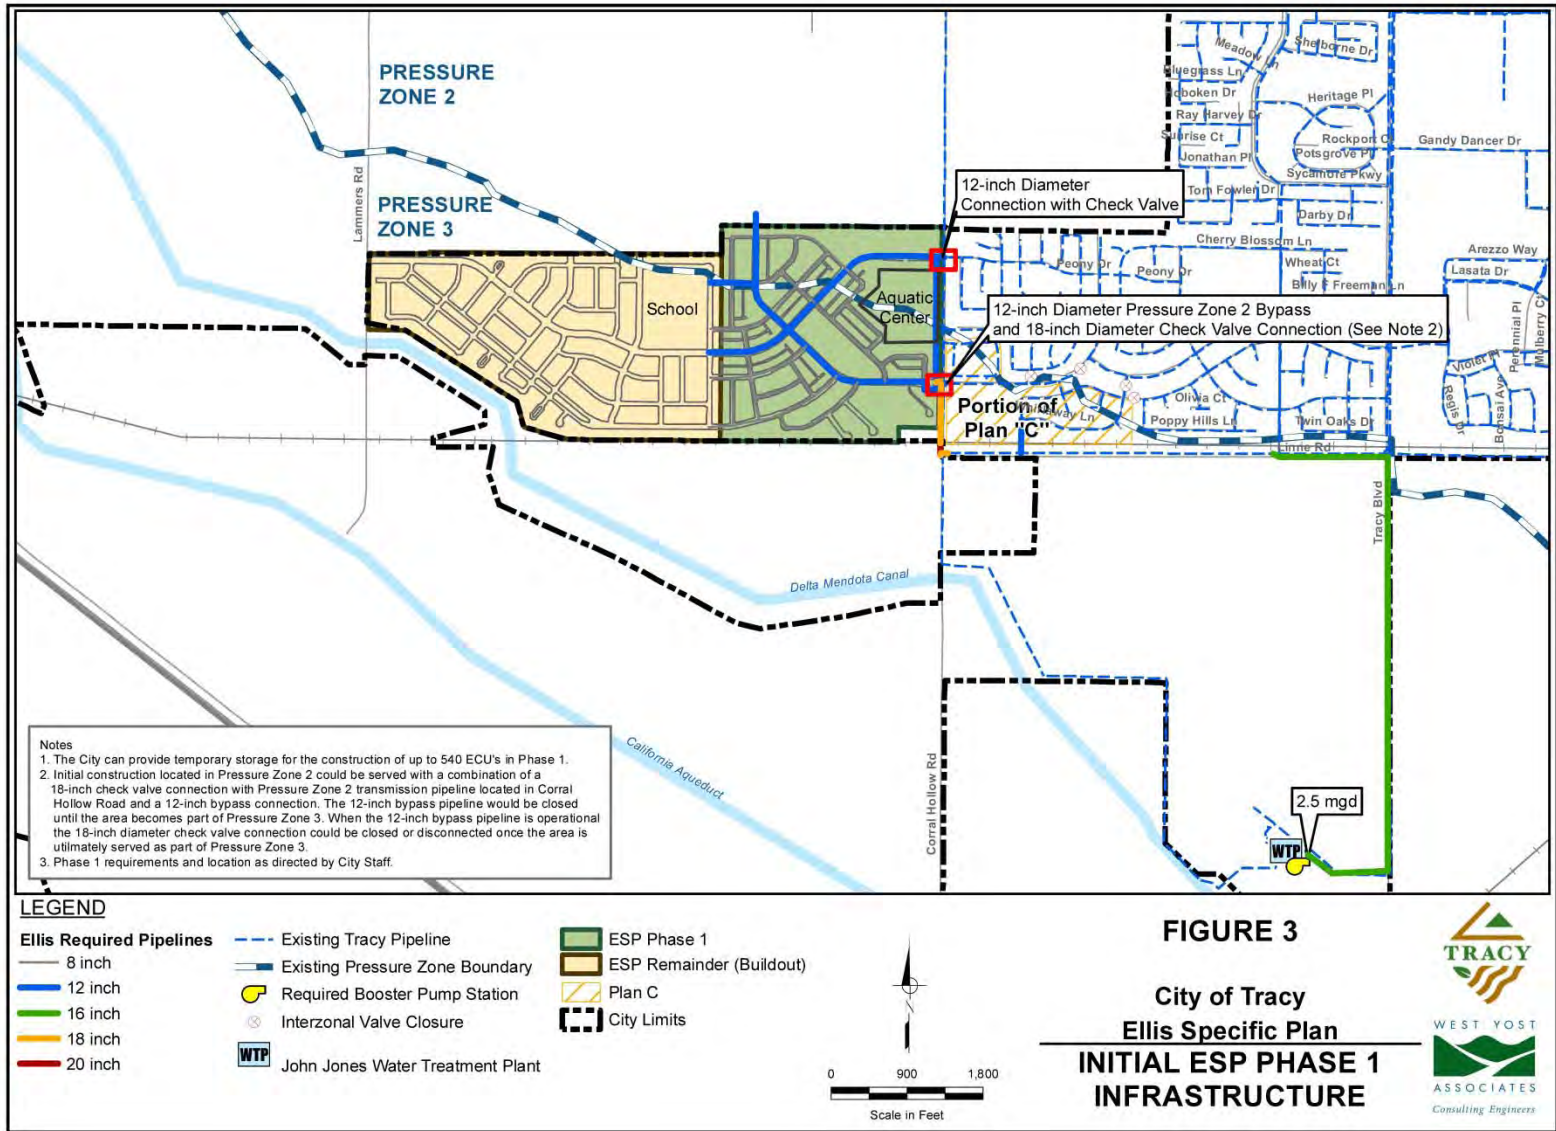 PRESSURE
ZONE 2
PRESSURE
ZONE 3
Lammers Rd
Meadow Ln
Shelborne Dr
Bluegrass Ln
Hoboken Dr
Heritage Pl
Ray Harvey Dr
Sunrise Ct
Rockport Ct
Gandy Dancer Dr
Jonathan Pl
Potsgrove Pl
Sycamore Pkwy
Tom Fowler Dr
Darby Dr
12-inch Diameter
Connection with Check Valve
Cherry Blossom Ln
Arezzo Way
Peony Dr
Peony Dr
Wheat Ct
Lasata Dr
Billy F Freeman Ln
School
Aquatic
Center
12-inch Diameter Pressure Zone 2 Bypass
and 18-inch Diameter Check Valve Connection (See Note 2)
Perennial Pl
Mulberry Ct
Violet Pl
Regis Dr
Bonsai Ave
Portion of
Plan "C"
Olivia Ct
Poppy Hills Ln
Twin Oaks Dr
Linne Rd
Tracy Blvd
Delta Mendota Canal
California Aqueduct
Corral Hollow Rd
2.5 mgd
WTP
Notes
1. The City can provide temporary storage for the construction of up to 540 ECU's in Phase 1.
2. Initial construction located in Pressure Zone 2 could be served with a combination of a
18-inch check valve connection with Pressure Zone 2 transmission pipeline located in Corral
Hollow Road and a 12-inch bypass connection. The 12-inch bypass pipeline would be closed
until the area becomes part of Pressure Zone 3. When the 12-inch bypass pipeline is operational
the 18-inch diameter check valve connection could be closed or disconnected once the area is
utilmately served as part of Pressure Zone 3.
3. Phase 1 requirements and location as directed by City Staff.
LEGEND
Ellis Required Pipelines
8 inch
12 inch
16 inch
18 inch
20 inch
Existing Tracy Pipeline
Existing Pressure Zone Boundary
Required Booster Pump Station
Interzonal Valve Closure
WTP
John Jones Water Treatment Plant
ESP Phase 1
ESP Remainder (Buildout)
Plan C
City Limits
0 900 1,800
Scale in Feet
FIGURE 3
City of Tracy
Ellis Specific Plan
INITIAL ESP PHASE 1
INFRASTRUCTURE
TRACY
WEST YOST
ASSOCIATES
Consulting Engineers